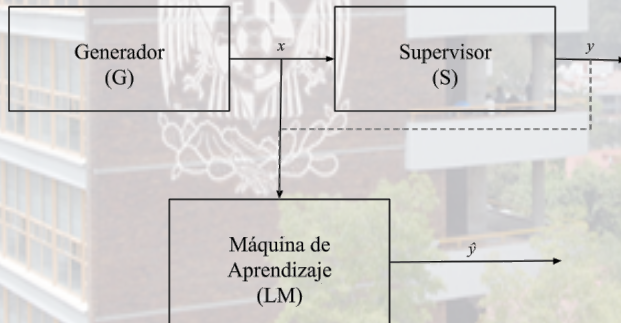 Generador
(G)
x
Supervisor
(S)
y
Máquina de
Aprendizaje
(LM)
ŷ